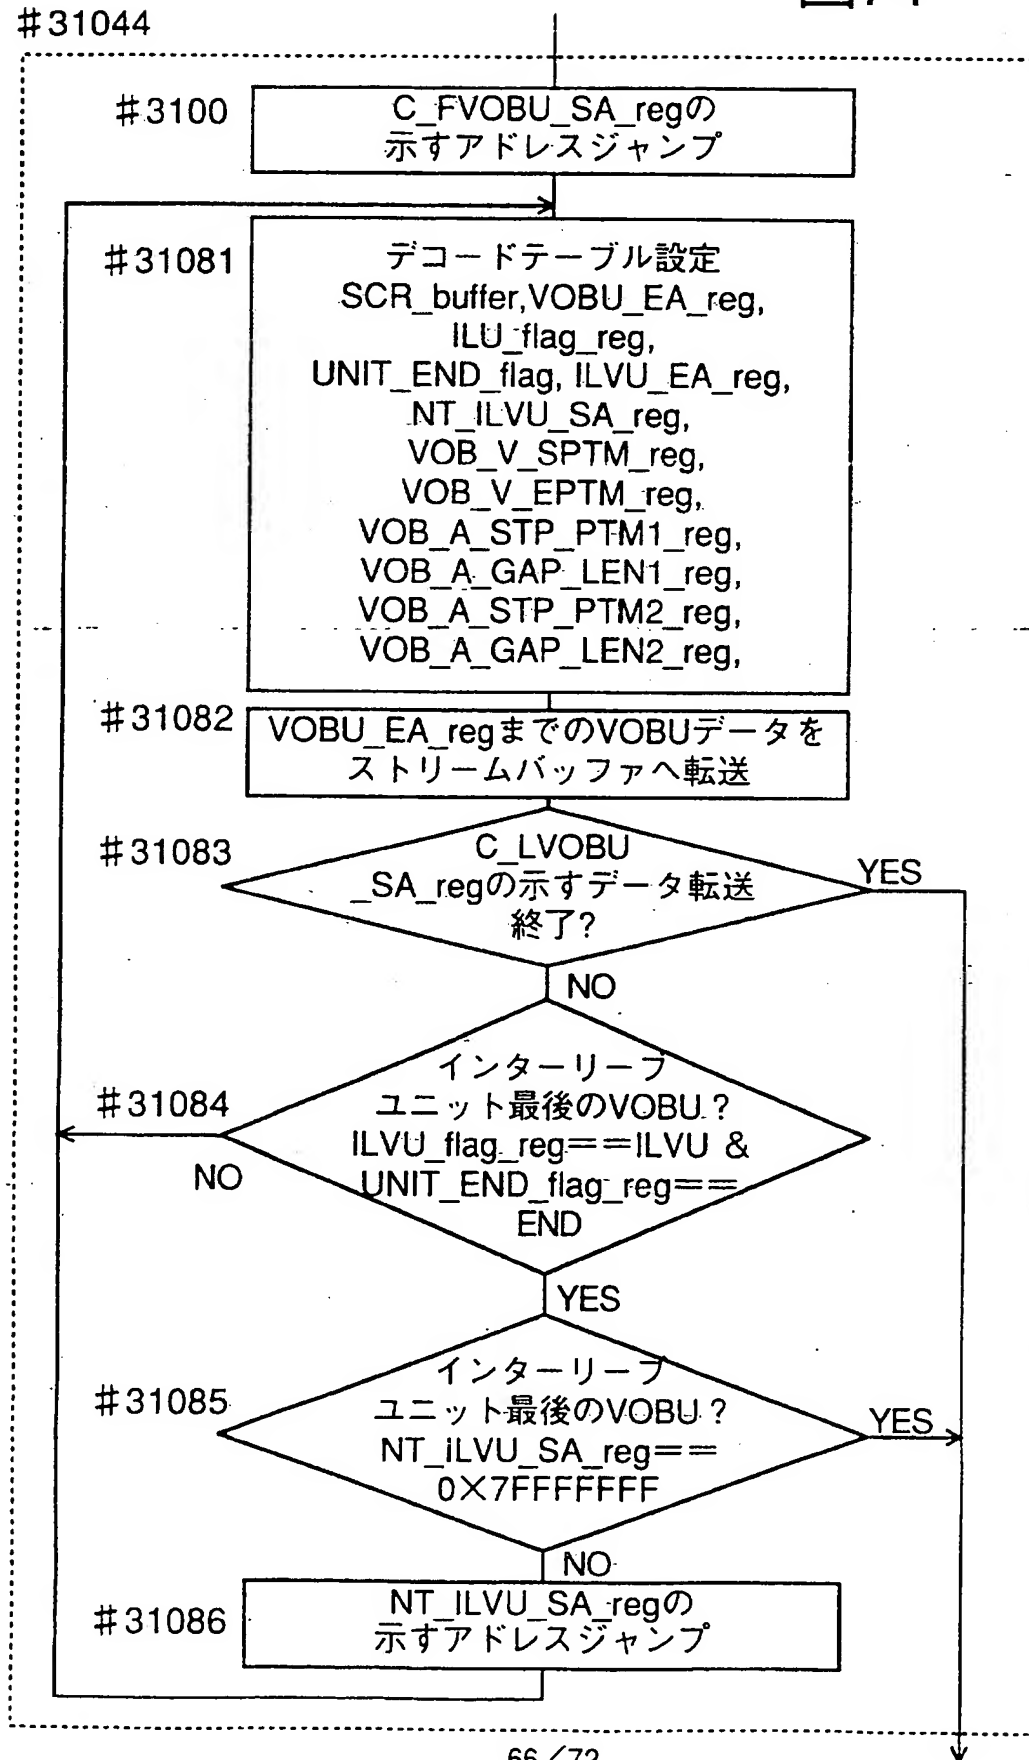 #31044
#3100
C_FVOBU_SA_regの
示すアドレスジャンプ
#31081
デコードテーブル設定
SCR_buffer,VOBU_EA_reg,
ILU_flag_reg,
UNIT_END_flag, ILVU_EA_reg,
NT_ILVU_SA_reg,
VOB_V_SPTM_reg,
VOB_V_EPTM_reg,
VOB_A_STP_PTM1_reg,
VOB_A_GAP_LEN1_reg,
VOB_A_STP_PTM2_reg,
VOB_A_GAP_LEN2_reg,
#31082
VOBU_EA_regまでのVOBUデータを
ストリームバッファへ転送
#31083
C_LVOBU
_SA_regの示すデータ転送
終了?
YES
NO
#31084
インターリーブ
ユニット最後のVOBU?
ILVU_flag_reg==ILVU &
UNIT_END_flag_reg==
END
NO
YES
#31085
インターリーブ
ユニット最後のVOBU?
NT_ILVU_SA_reg==
0×7FFFFFFF
YES
NO
#31086
NT_ILVU_SA_regの
示すアドレスジャンプ
66/72